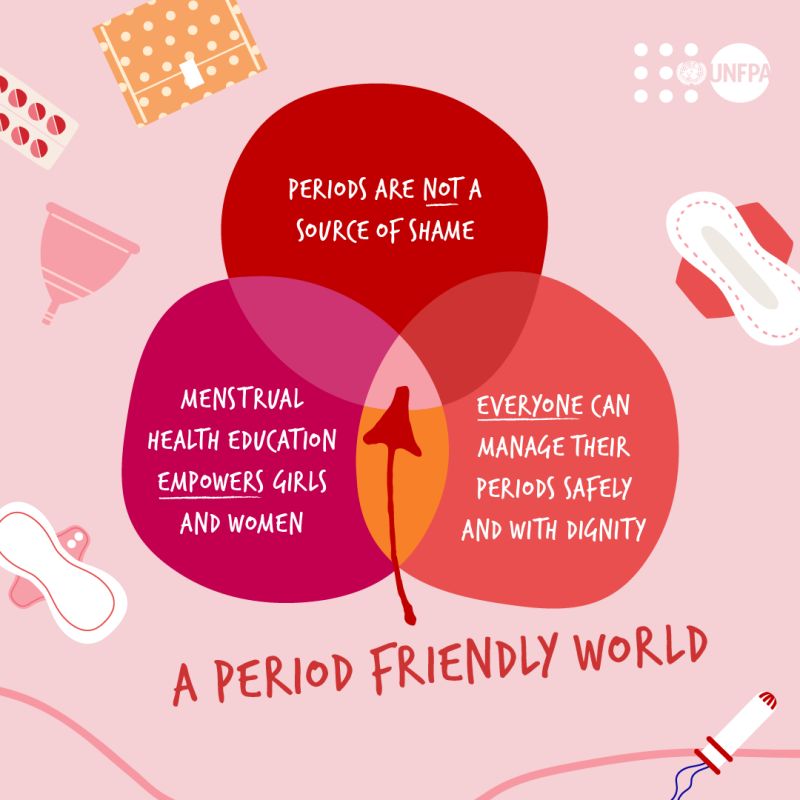 UNFPA
PERIODS ARE NOT A
SOURCE OF SHAME
MENSTRUAL
HEALTH EDUCATION
EMPOWERS GIRLS
AND WOMEN
EVERYONE CAN
MANAGE THEIR
PERIODS SAFELY
AND WITH DIGNITY
A PERIOD FRIENDLY WORLD